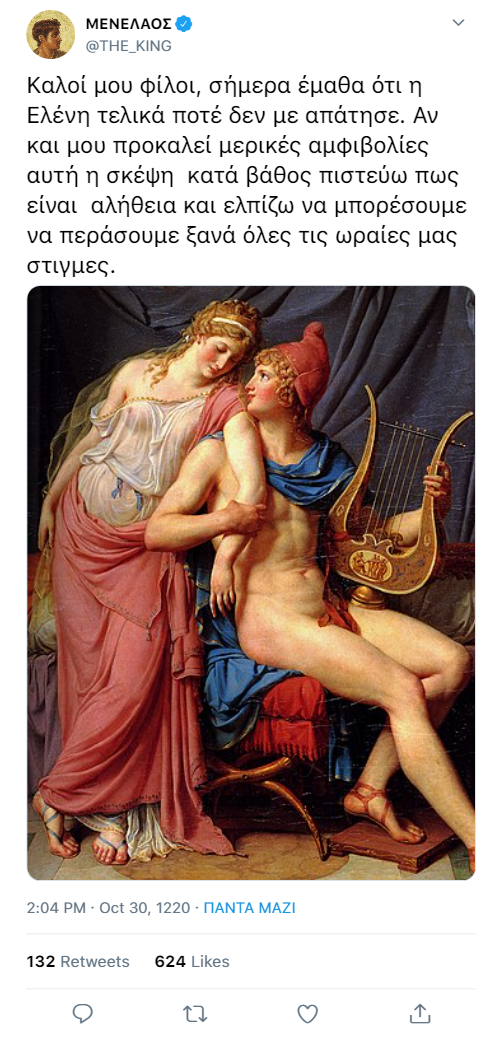 ΜΕΝΕΛΑΟΣ
@THE_KING
Καλοί μου φίλοι, σήμερα έμαθα ότι η
Ελένη τελικά ποτέ δεν με απάτησε. Αν
και μου προκαλεί μερικές αμφιβολίες
αυτή η σκέψη  κατά βάθος πιστεύω πως
είναι  αλήθεια και ελπίζω να μπορέσουμε
να περάσουμε ξανά όλες τις ωραίες μας
στιγμες.
2:04 PM · Oct 30, 1220 · ΠΑΝΤΑ ΜΑΖΙ
132 Retweets 624 Likes